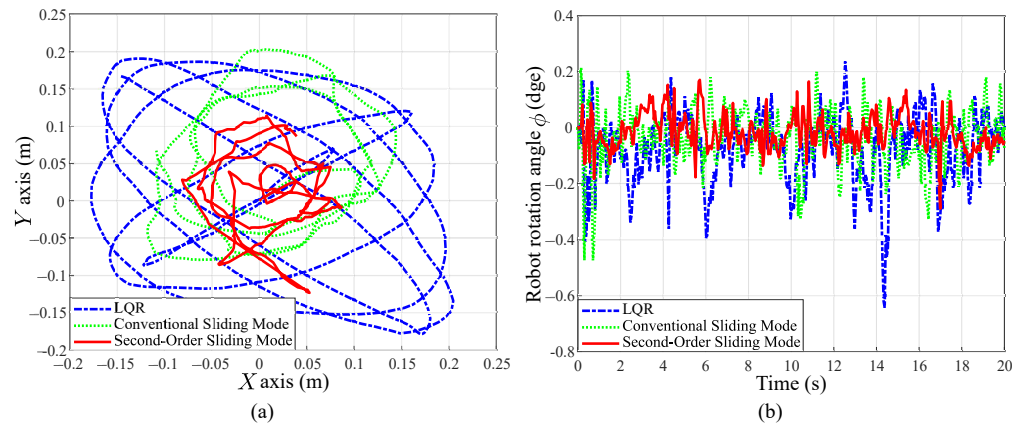 0.25
0.2
0.15
0.1
0.05
0
−0.05
−0.1
−0.15
−0.2
Y axis (m)
LQR
Conventional Sliding Mode
Second-Order Sliding Mode
−0.2 −0.15 −0.1 −0.05 0 0.05 0.1 0.15 0.2 0.25
X axis (m)
(a)
0.4
0.2
0
-0.2
-0.4
-0.6
-0.8
Robot rotation angle ϕ (dge)
LQR
Conventional Sliding Mode
Second-Order Sliding Mode
0 2 4 6 8 10 12 14 16 18 20
Time (s)
(b)